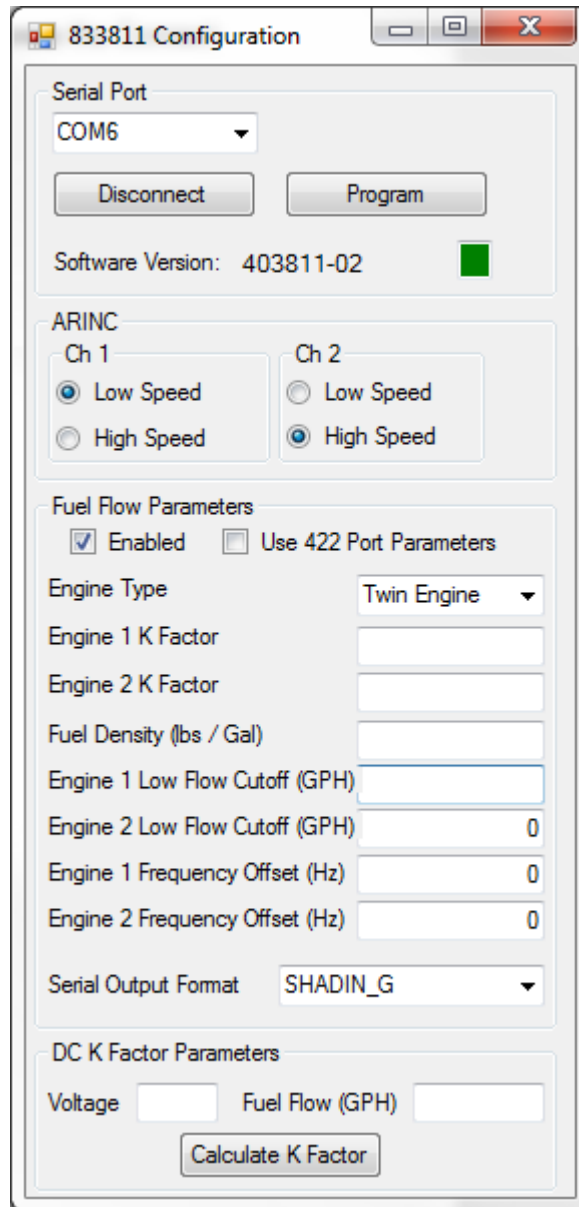 833811 Configuration
Serial Port
COM6
Disconnect Program
Software Version: 403811-02
ARINC
Ch 1 Ch 2
Low Speed Low Speed
High Speed High Speed
Fuel Flow Parameters
Enabled Use 422 Port Parameters
Engine Type Twin Engine
Engine 1 K Factor
Engine 2 K Factor
Fuel Density (lbs / Gal)
Engine 1 Low Flow Cutoff (GPH)
Engine 2 Low Flow Cutoff (GPH) 0
Engine 1 Frequency Offset (Hz) 0
Engine 2 Frequency Offset (Hz) 0
Serial Output Format SHADIN_G
DC K Factor Parameters
Voltage Fuel Flow (GPH)
Calculate K Factor